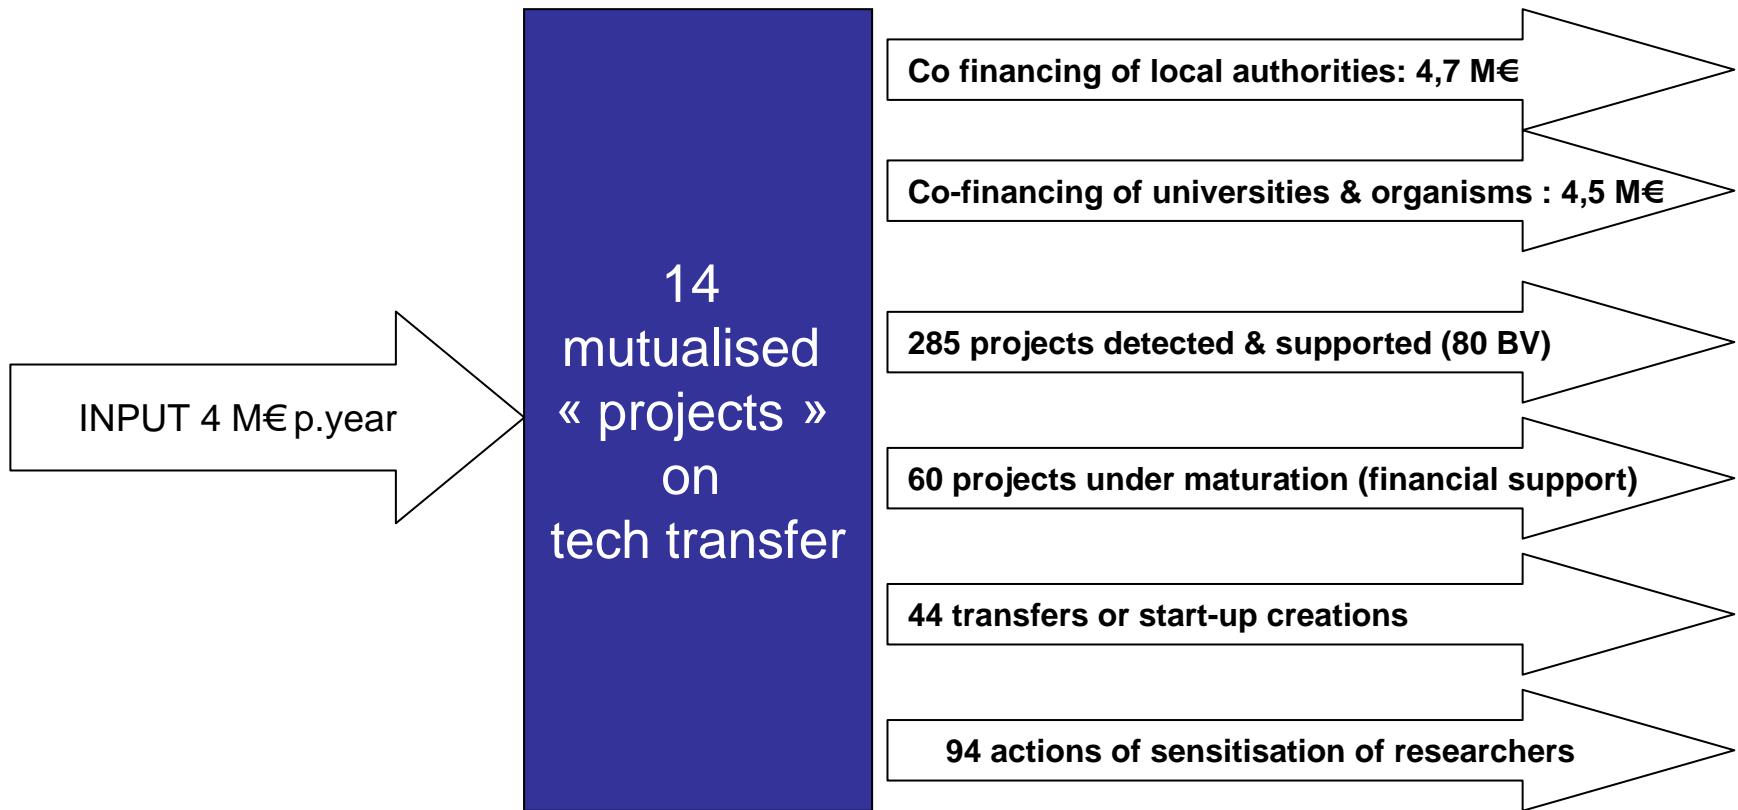 INPUT 4 M€ p.year
14
mutualised
« projects »
on
tech transfer
Co financing of local authorities: 4,7 M€
Co-financing of universities & organisms : 4,5 M€
285 projects detected & supported (80 BV)
60 projects under maturation (financial support)
44 transfers or start-up creations
94 actions of sensitisation of researchers